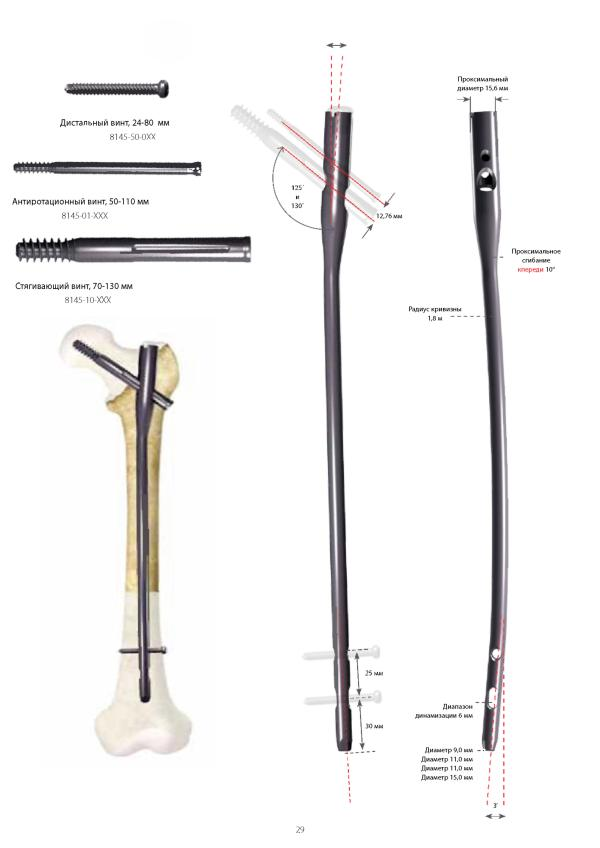 Дистальный винт, 24-80 мм
8145-50-0XX
Антиротационный винт, 50-110 мм
8145-01-XXX
Стягивающий винт, 70-130 мм
8145-10-XXX
125˚
и
130˚
12,76 мм
25 мм
30 мм
Проксимальный
диаметр 15,6 мм
Проксимальное
сгибание
кпереди 10°
Радиус кривизны
1,8 м
Диапазон
динамизации 6 мм
Диаметр 9,0 мм
Диаметр 11,0 мм
Диаметр 11,0 мм
Диаметр 15,0 мм
3˚
29